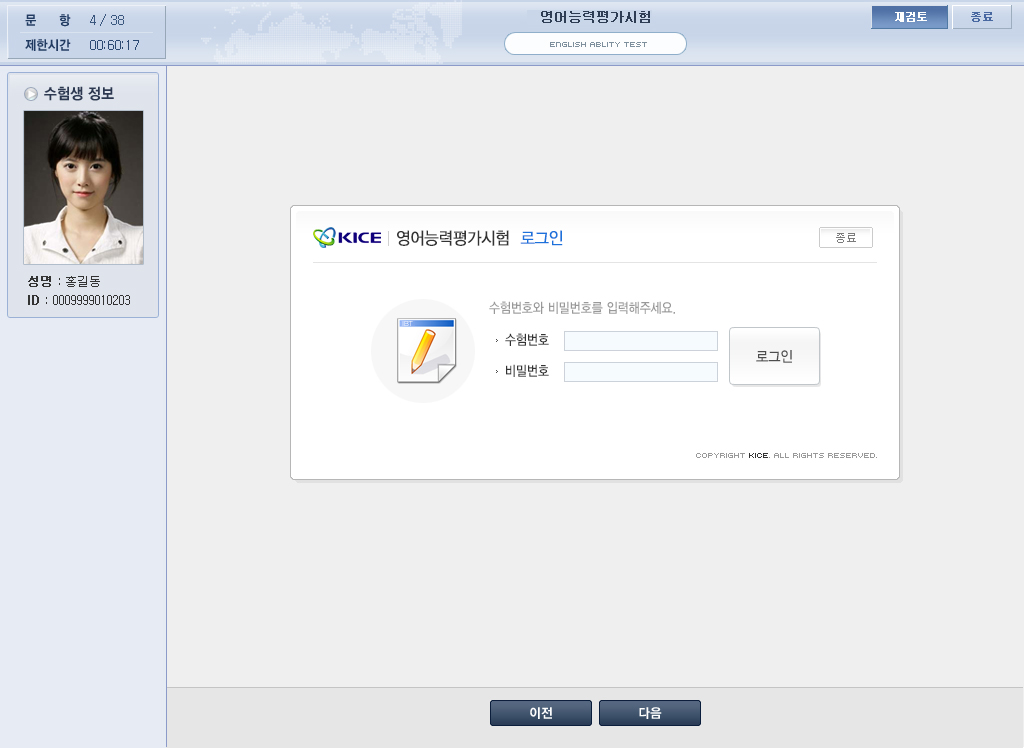 문 항 4 / 38
제한시간 00:60:17
영어능력평가시험
ENGLISH ABLITY TEST
재검토 종료
수험생 정보
성명 : 홍길동
ID : 0009999010203
KICE 영어능력평가시험 로그인
종료
수험번호와 비밀번호를 입력해주세요.
수험번호
비밀번호
로그인
COPYRIGHT KICE. ALL RIGHTS RESERVED.
이전 다음